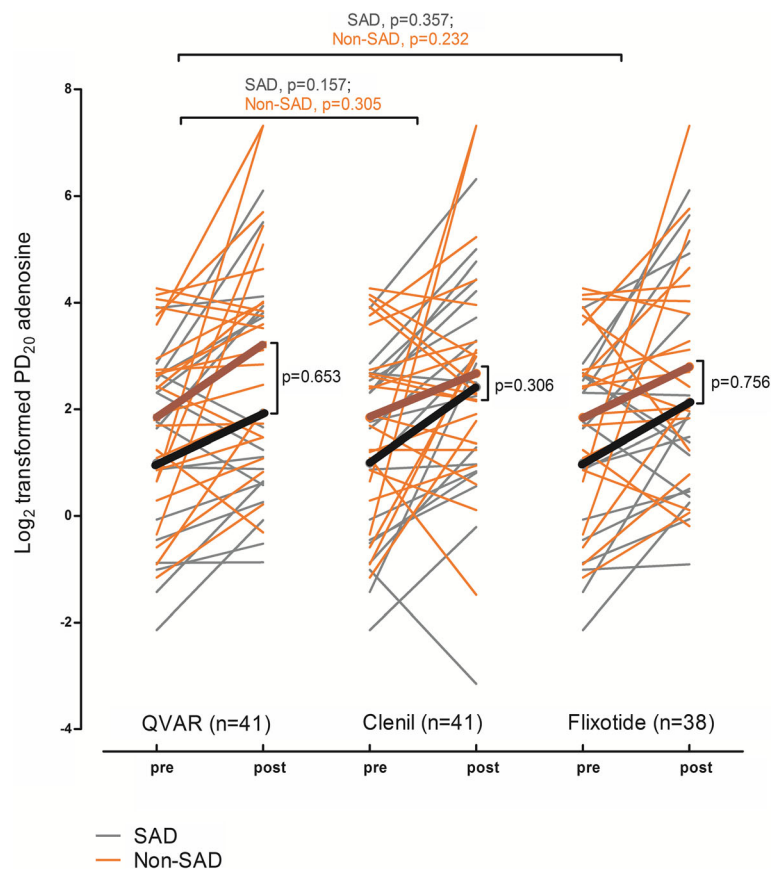 SAD, p=0.357;
Non-SAD, p=0.232
SAD, p=0.157;
Non-SAD, p=0.305
Log2 transformed PD20 adenosine
8
6
4
2
0
-2
-4
p=0.653
p=0.306
p=0.756
QVAR (n=41) Clenil (n=41) Flixotide (n=38)
pre post pre post pre post
SAD
Non-SAD